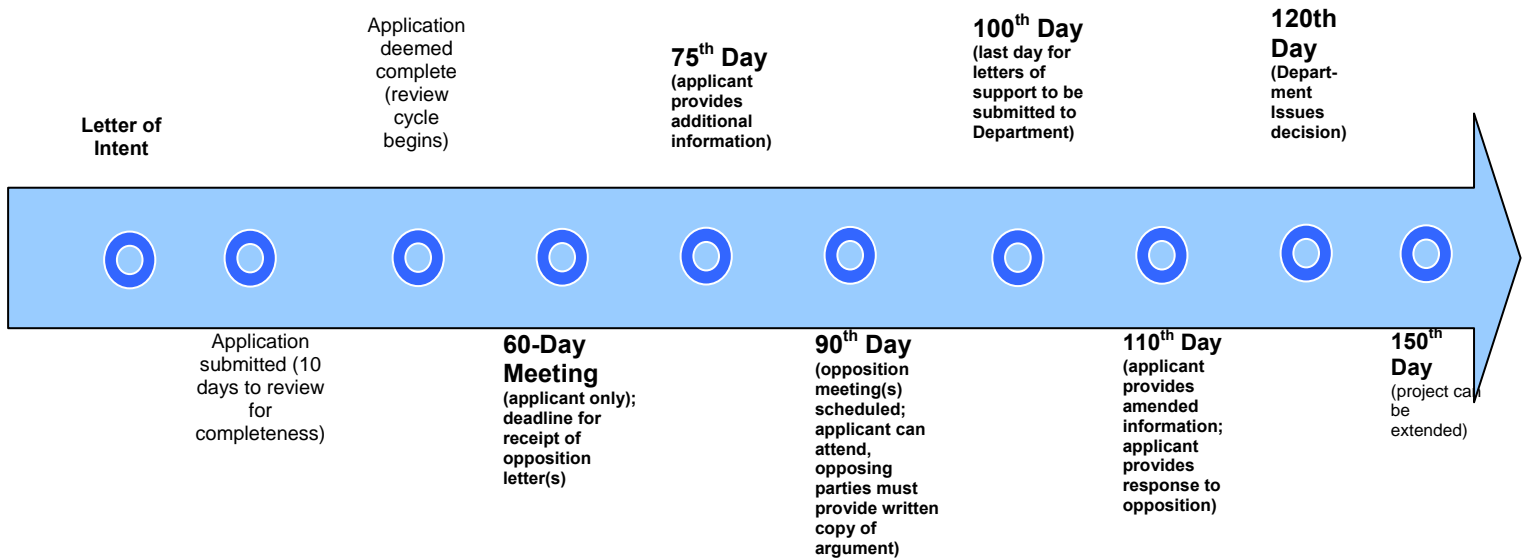 Letter of
Intent
Application
submitted (10
days to review
for
completeness)
Application
deemed
complete
(review
cycle
begins)
60-Day
Meeting
(applicant only);
deadline for
receipt of
opposition
letter(s)
75th Day
(applicant
provides
additional
information)
90th Day
(opposition
meeting(s)
scheduled;
applicant can
attend,
opposing
parties must
provide written
copy of
argument)
100th Day
(last day for
letters of
support to be
submitted to
Department)
110th Day
(applicant
provides
amended
information;
applicant
provides
response to
opposition)
120th
Day
(Depart-
ment
Issues
decision)
150th
Day
(project can
be
extended)